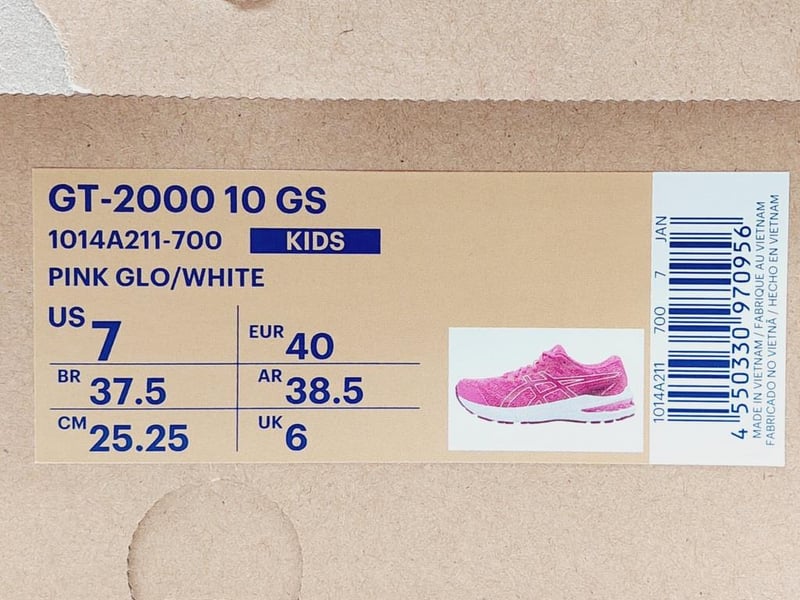 GT-2000 10 GS
1014A211-700 KIDS
PINK GLO/WHITE
US 7 EUR 40
BR 37.5 AR 38.5
CM 25.25 UK 6
1014A211 700 7 JAN
4 550330 970956
MADE IN VIETNAM / FABRIQUE AU VIETNAM
FABRICADO NO VIETNÃ / HECHO EN VIETNAM